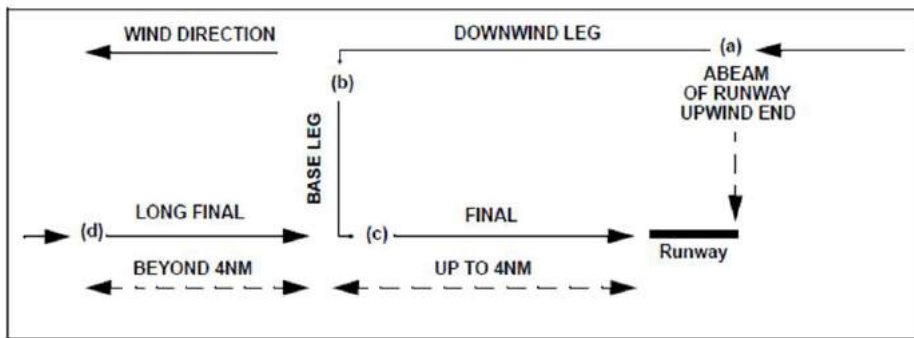 WIND DIRECTION
DOWNWIND LEG
(a)
(b)
ABEAM
OF RUNWAY
UPWIND END
BASE LEG
LONG FINAL
FINAL
(d)
(c)
Runway
BEYOND 4NM
UP TO 4NM